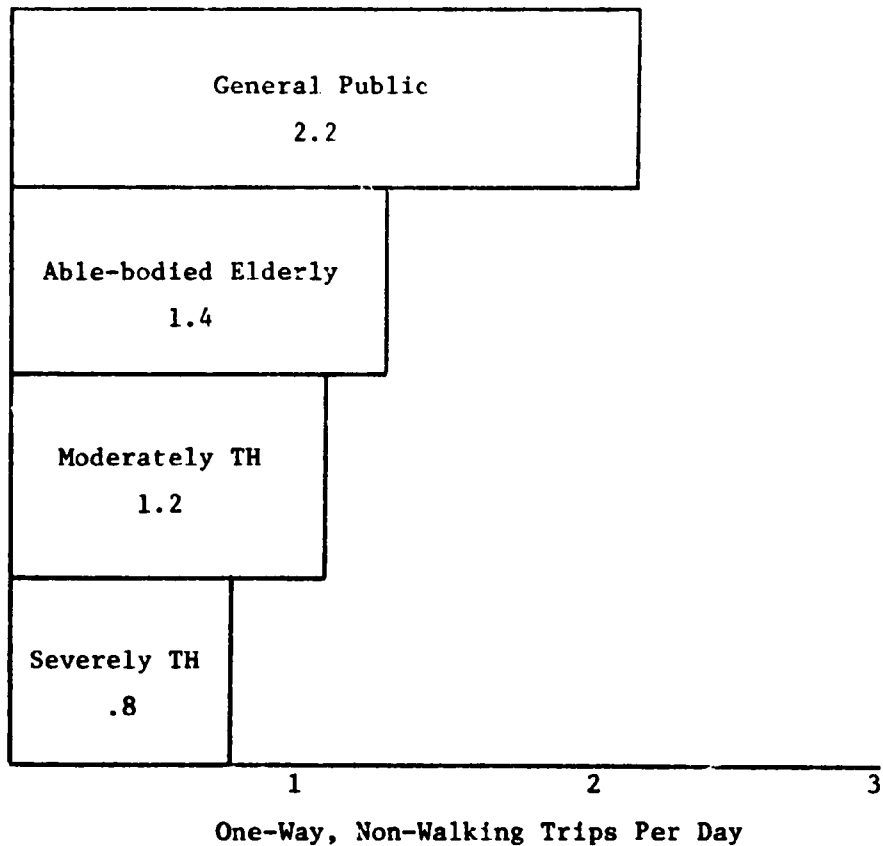 General Public
2.2
Able-bodied Elderly
1.4
Moderately TH
1.2
Severely TH
.8
1 2 3
One-Way, Non-Walking Trips Per Day